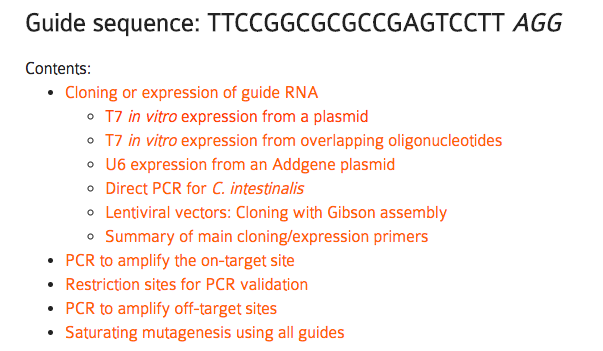 Guide sequence: TTCCGGCGCGCCGAGTCCTT AGG
Contents:
• Cloning or expression of guide RNA
◦ T7 in vitro expression from a plasmid
◦ T7 in vitro expression from overlapping oligonucleotides
◦ U6 expression from an Addgene plasmid
◦ Direct PCR for C. intestinalis
◦ Lentiviral vectors: Cloning with Gibson assembly
◦ Summary of main cloning/expression primers
• PCR to amplify the on-target site
• Restriction sites for PCR validation
• PCR to amplify off-target sites
• Saturating mutagenesis using all guides